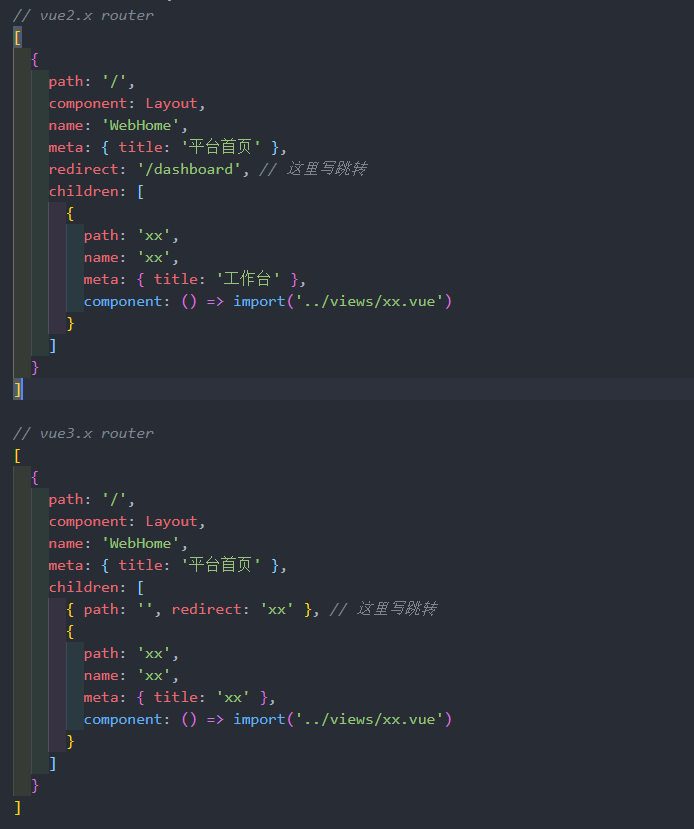 // vue2.x router
[
  {
    path: '/',
    component: Layout,
    name: 'WebHome',
    meta: { title: '平台首页' },
    redirect: '/dashboard', // 这里写跳转
    children: [
      {
        path: 'xx',
        name: 'xx',
        meta: { title: '工作台' },
        component: () => import('../views/xx.vue')
      }
    ]
  }
]
// vue3.x router
[
  {
    path: '/',
    component: Layout,
    name: 'WebHome',
    meta: { title: '平台首页' },
    children: [
      { path: '', redirect: 'xx' }, // 这里写跳转
      {
        path: 'xx',
        name: 'xx',
        meta: { title: 'xx' },
        component: () => import('../views/xx.vue')
      }
    ]
  }
]